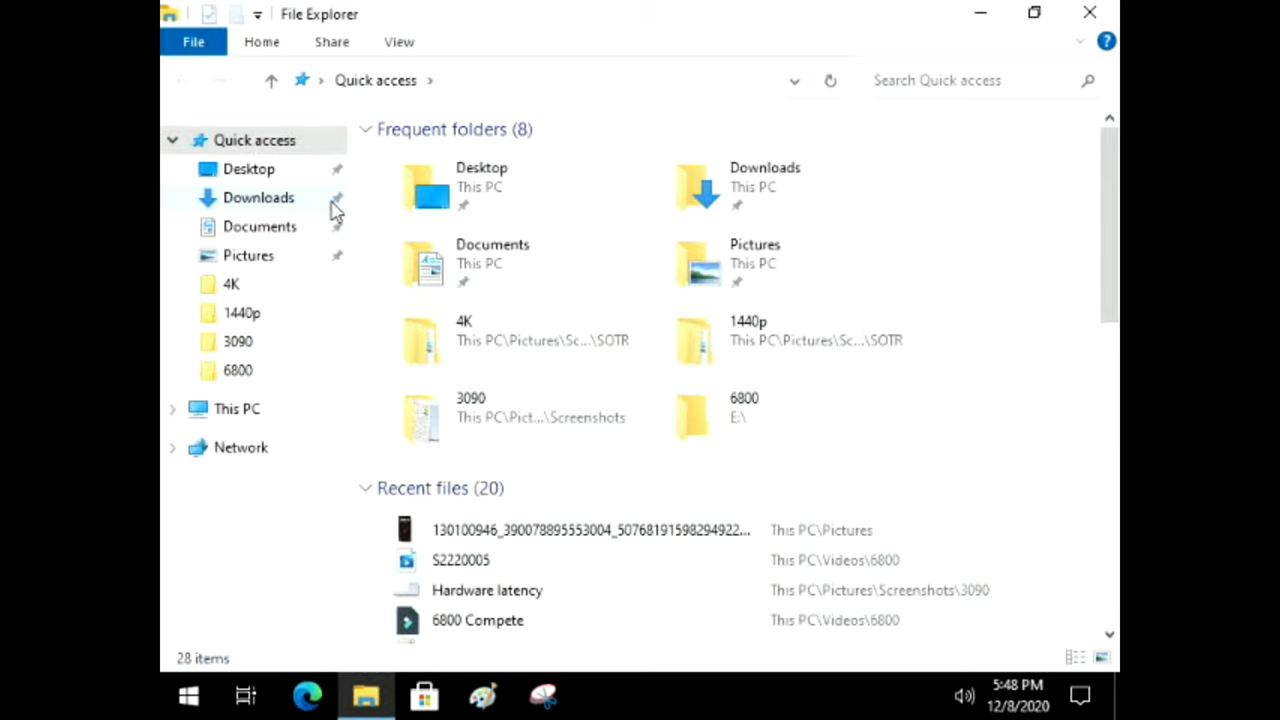 File Explorer
File Home Share View
Quick access Search Quick access
Quick access
Desktop
Downloads
Documents
Pictures
4K
1440p
3090
6800
This PC
Network
Frequent folders (8)
Desktop
This PC
Downloads
This PC
Documents
This PC
Pictures
This PC
4K
This PC\Pictures\Sc...\SOTR
1440p
This PC\Pictures\Sc...\SOTR
3090
This PC\Pict...\Screenshots
6800
E:\
Recent files (20)
130100946_390078895553004_50768191598294922... This PC\Pictures
S2220005 This PC\Videos\6800
Hardware latency This PC\Pictures\Screenshots\3090
6800 Compete This PC\Videos\6800
28 items
5:48 PM
12/8/2020